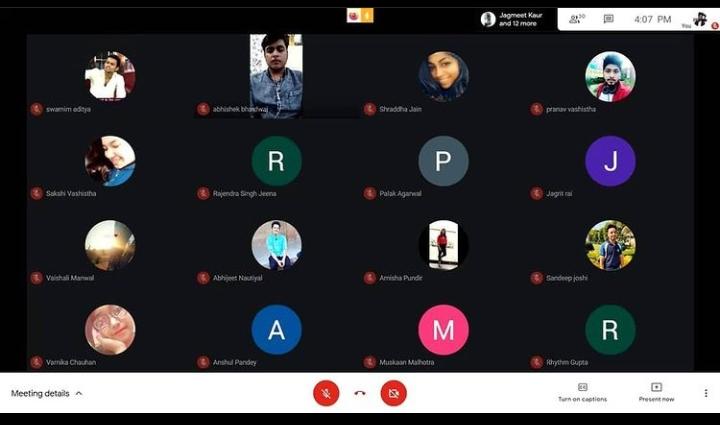 Jagmeet Kaur
and 12 more
30
4:07 PM
You
swarnim aditya
abhishek bhardwaj
Shraddha Jain
pranav vashistha
Sakshi Vashistha
R
Rajendra Singh Jeena
P
Palak Agarwal
J
Jagrit rai
Vaishali Manwal
Abhijeet Nautiyal
Amisha Pundir
Sandeep joshi
Varnika Chauhan
A
Anshul Pandey
M
Muskaan Malhotra
R
Rhythm Gupta
Meeting details
Turn on captions
Present now